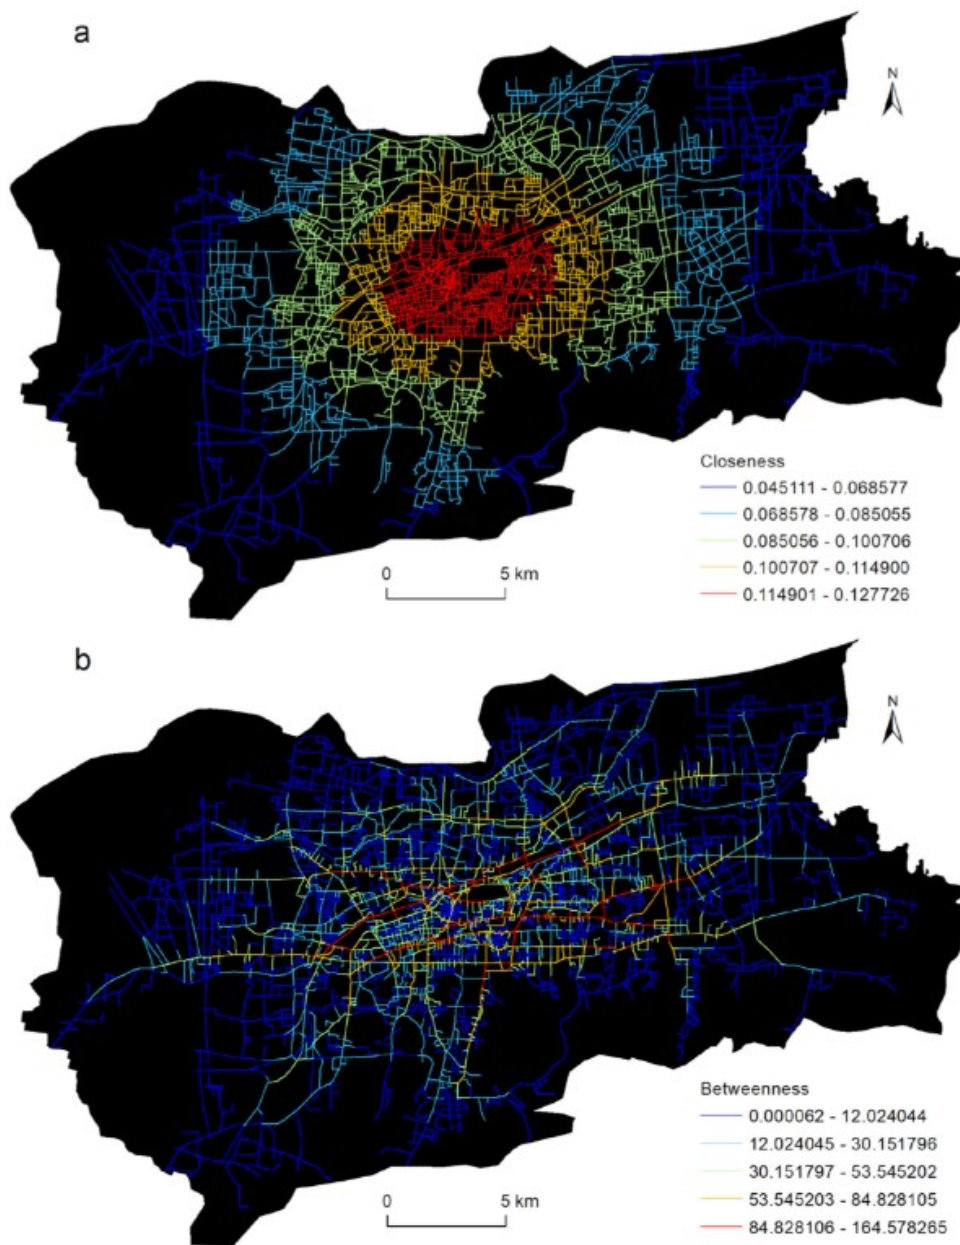 a
N
Closeness
0.045111 - 0.068577
0.068578 - 0.085055
0.085056 - 0.100706
0.100707 - 0.114900
0.114901 - 0.127726
0 5 km
b
N
Betweenness
0.000062 - 12.024044
12.024045 - 30.151796
30.151797 - 53.545202
53.545203 - 84.828105
84.828106 - 164.578265
0 5 km